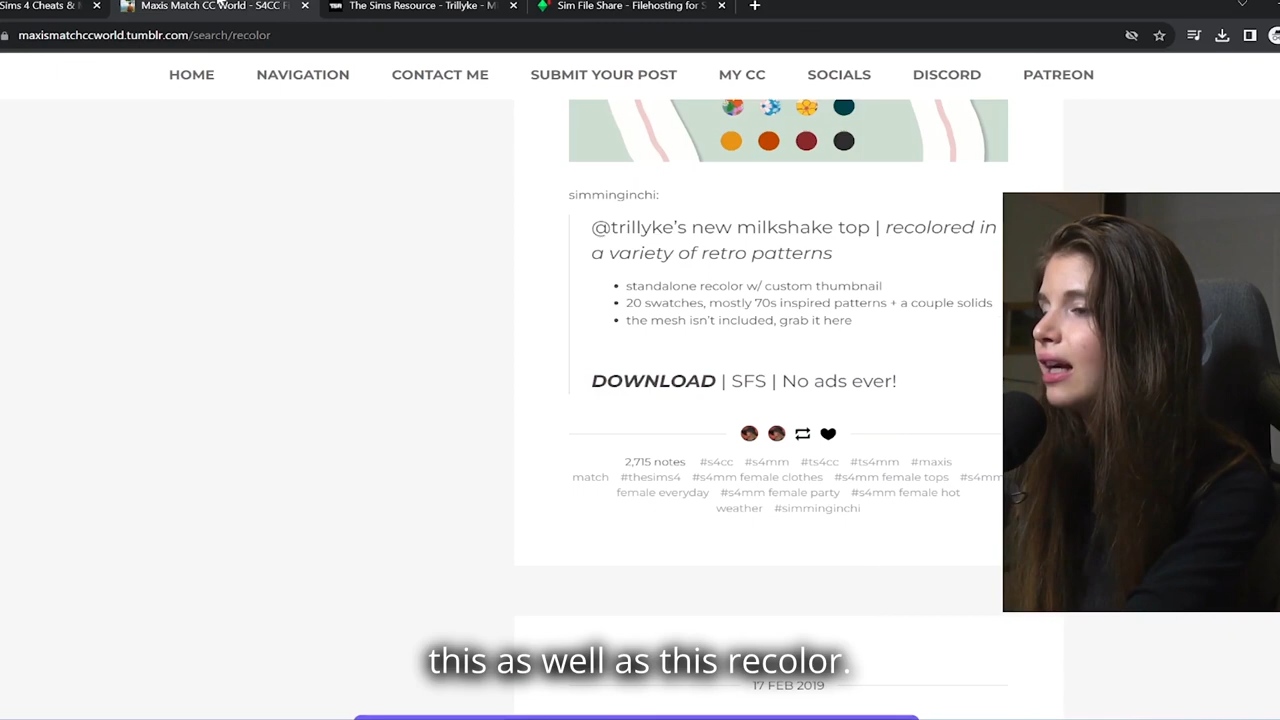 Sims 4 Cheats &
Maxis Match CC World - S4CC Fi
The Sims Resource - Trillyke - Mi
Sim File Share - Filehosting for S
maxismatchccworld.tumblr.com/search/recolor
HOME NAVIGATION CONTACT ME SUBMIT YOUR POST MY CC SOCIALS DISCORD PATREON
simminginchi:
@trillyke's new milkshake top | recolored in
a variety of retro patterns
• standalone recolor w/ custom thumbnail
• 20 swatches, mostly 70s inspired patterns + a couple solids
• the mesh isn't included, grab it here
DOWNLOAD | SFS | No ads ever!
2,715 notes #s4cc #s4mm #ts4cc #ts4mm #maxis
match #thesims4 #s4mm female clothes #s4mm female tops #s4mm
female everyday #s4mm female party #s4mm female hot
weather #simminginchi
this as well as this recolor.
17 FEB 2019